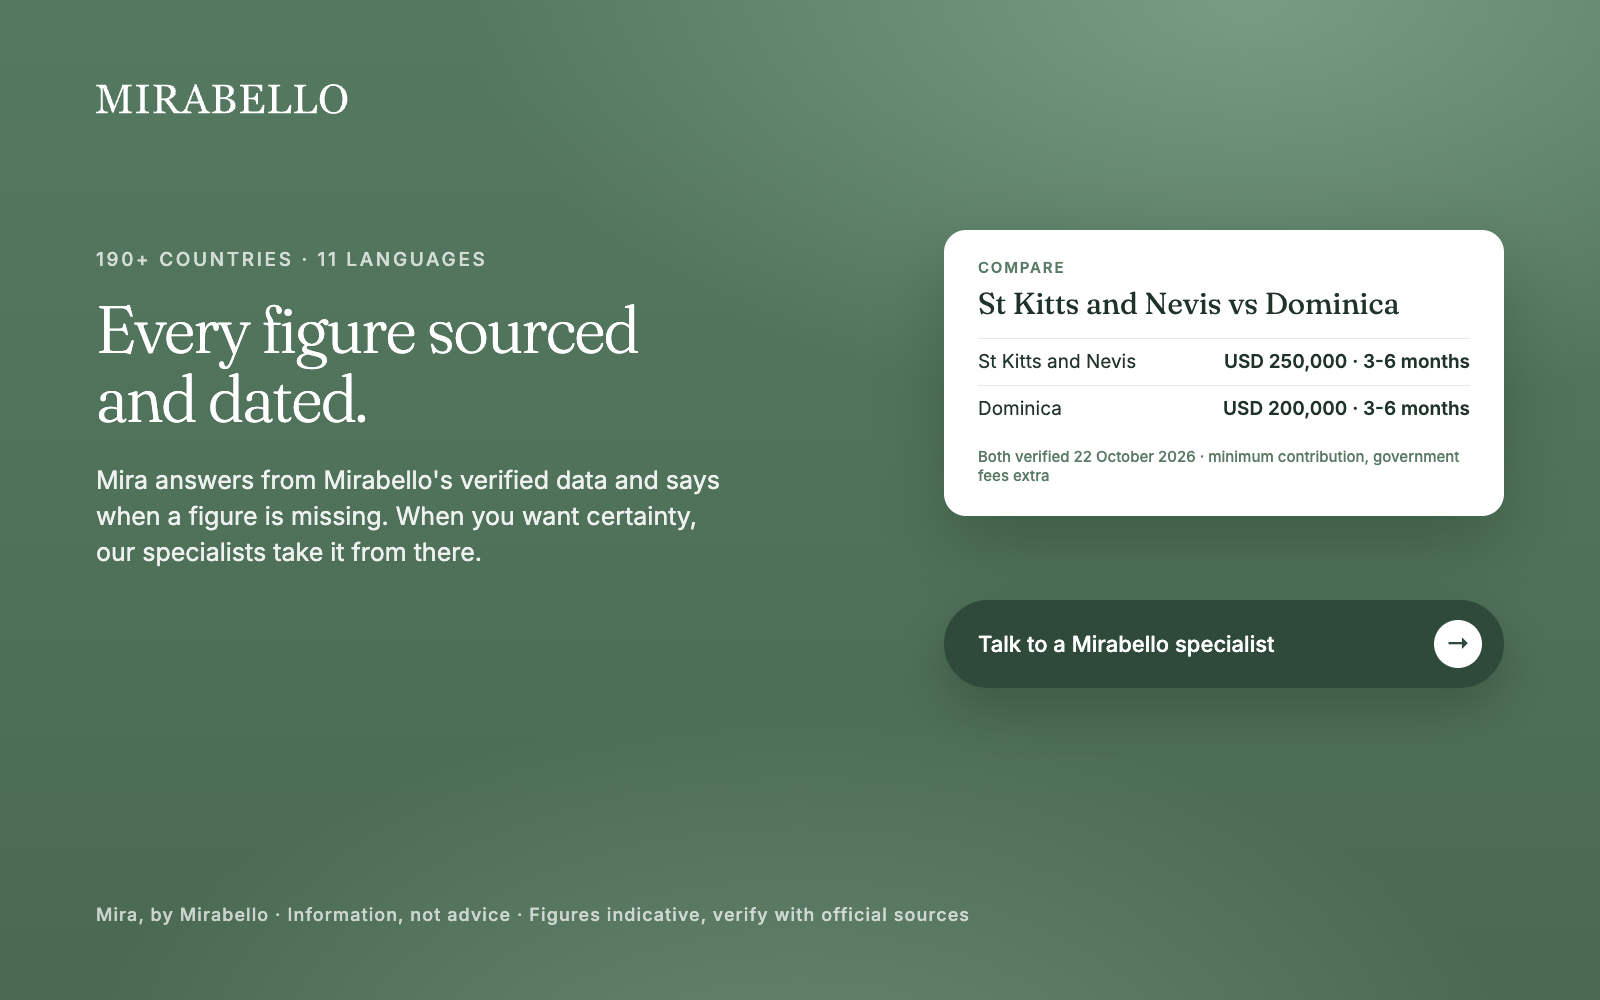 MIRABELLO
190+ COUNTRIES · 11 LANGUAGES
Every figure sourced
and dated.
Mira answers from Mirabello's verified data and says
when a figure is missing. When you want certainty,
our specialists take it from there.
COMPARE
St Kitts and Nevis vs Dominica
St Kitts and Nevis USD 250,000 · 3-6 months
Dominica USD 200,000 · 3-6 months
Both verified 22 October 2026 · minimum contribution, government
fees extra
Talk to a Mirabello specialist →
Mira, by Mirabello · Information, not advice · Figures indicative, verify with official sources